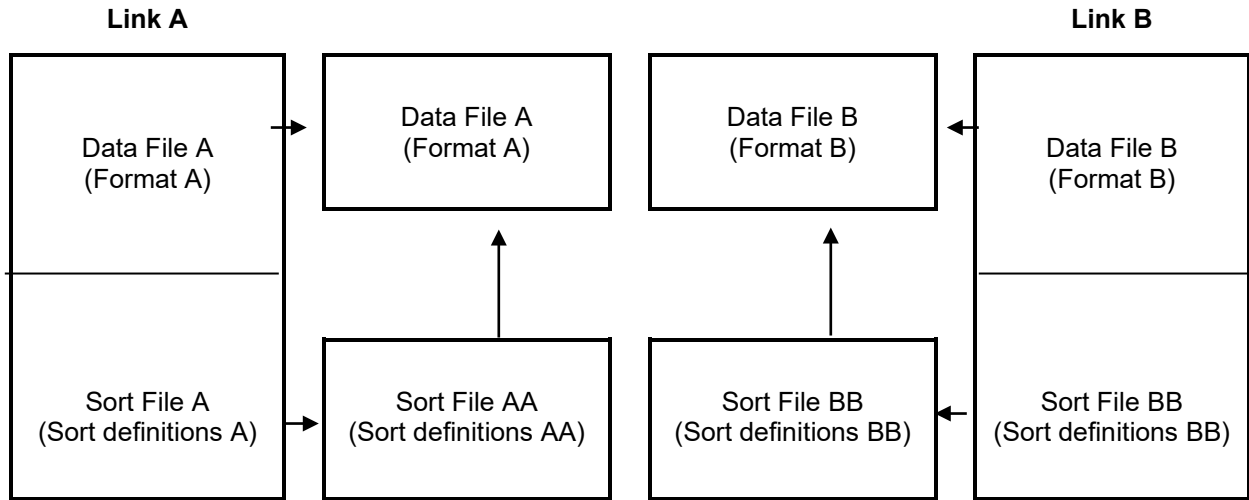 Link A
Link B
Data File A
(Format A)
Data File A
(Format A)
Data File B
(Format B)
Data File B
(Format B)
Sort File A
(Sort definitions A)
Sort File AA
(Sort definitions AA)
Sort File BB
(Sort definitions BB)
Sort File BB
(Sort definitions BB)